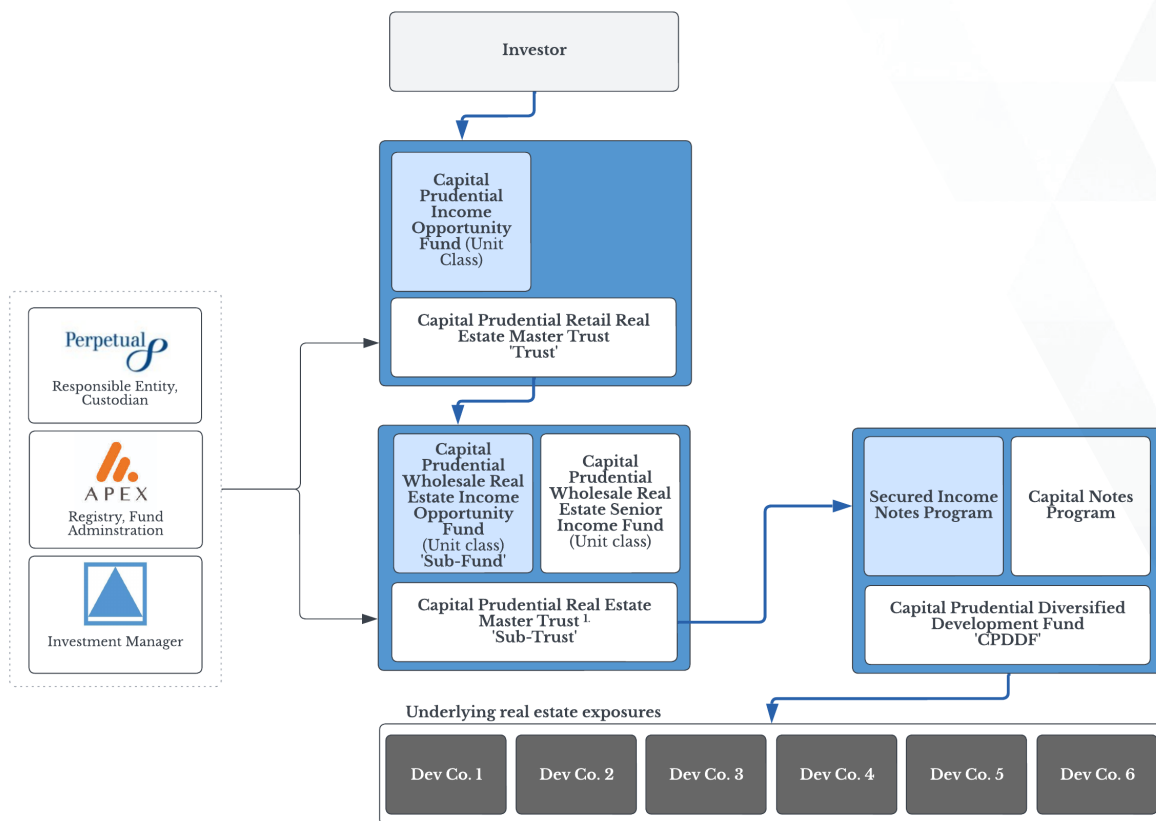 Investor
Capital
Prudential
Income
Opportunity
Fund (Unit
Class)
Capital Prudential Retail Real
Estate Master Trust
'Trust'
Perpetual
Responsible Entity,
Custodian
APEX
Registry, Fund
Adminstration
Investment Manager
Capital
Prudential
Wholesale Real
Estate Income
Opportunity
Fund
(Unit class)
'Sub-Fund'
Capital
Prudential
Wholesale Real
Estate Senior
Income Fund
(Unit class)
Capital Prudential Real Estate
Master Trust 1.
'Sub-Trust'
Secured Income
Notes Program
Capital Notes
Program
Capital Prudential Diversified
Development Fund
'CPDDF'
Underlying real estate exposures
Dev Co. 1
Dev Co. 2
Dev Co. 3
Dev Co. 4
Dev Co. 5
Dev Co. 6